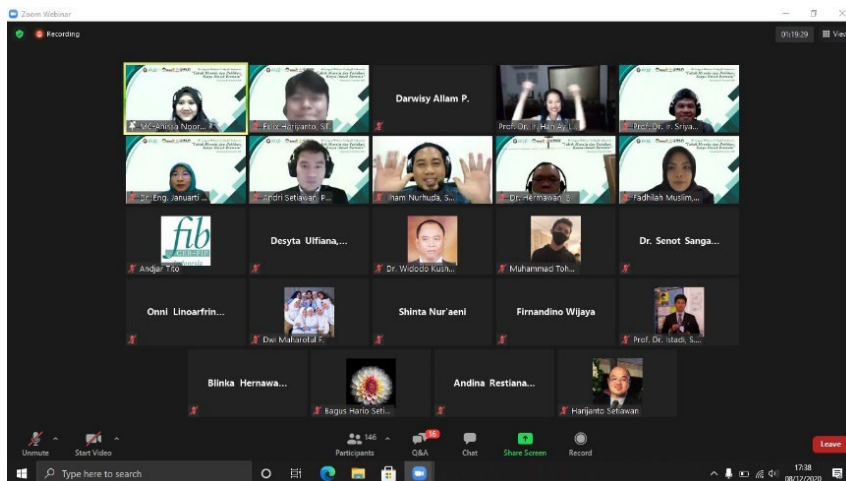 Zoom Webinar
Recording
01:19:29 View
MC-Anissa Noor...
Felix Hariyanto, S.T...
Darwisy Allam P.
Prof. Dr. Ir. Han Ay L...
Prof. Dr. Ir. Sriya...
Dr. Eng. Januarti ...
Andri Setiawan, P...
Ilham Nurhuda, S...
Dr. Hermawan, S...
Fadhilah Muslim,...
fib
Andjar Tito
Desyta Ulfiana,...
Dr. Widodo Kush...
Muhammad Toh...
Dr. Senot Sanga...
Onni Linoarfrin...
Dwi Maharotul F.
Shinta Nur'aeni
Firnandino Wijaya
Prof. Dr. Istadi, S....
Blinka Hernawa...
Bagus Hario Seti...
Andina Restiana...
Harijanto Setiawan
Unmute
Start Video
146
Participants
16
Q&A
Chat
Share Screen
Record
Leave
Type here to search
17:38
08/12/2020